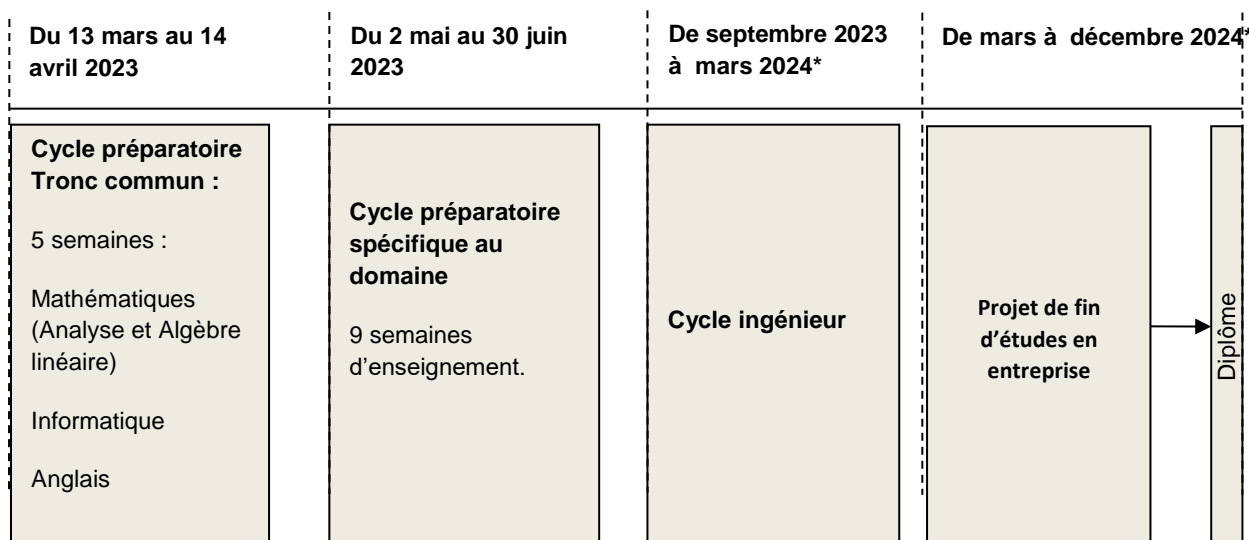 Du 13 mars au 14
avril 2023
Du 2 mai au 30 juin
2023
De septembre 2023
à mars 2024*
De mars à décembre 2024*
Cycle préparatoire
Tronc commun :
5 semaines :
Mathématiques
(Analyse et Algèbre
linéaire)
Informatique
Anglais
Cycle préparatoire
spécifique au
domaine
9 semaines
d’enseignement.
Cycle ingénieur
Projet de fin
d’études en
entreprise
Diplôme